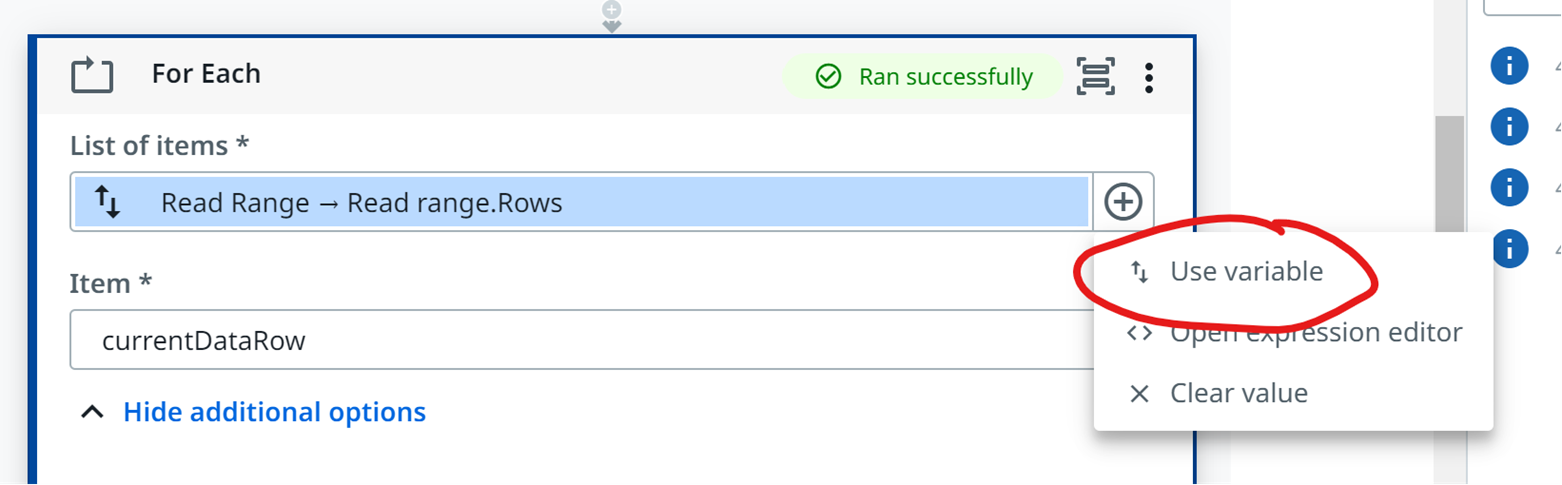 For Each
Ran successfully
List of items *
Read Range → Read range.Rows
Item *
currentDataRow
Hide additional options
Use variable
Open expression editor
Clear value